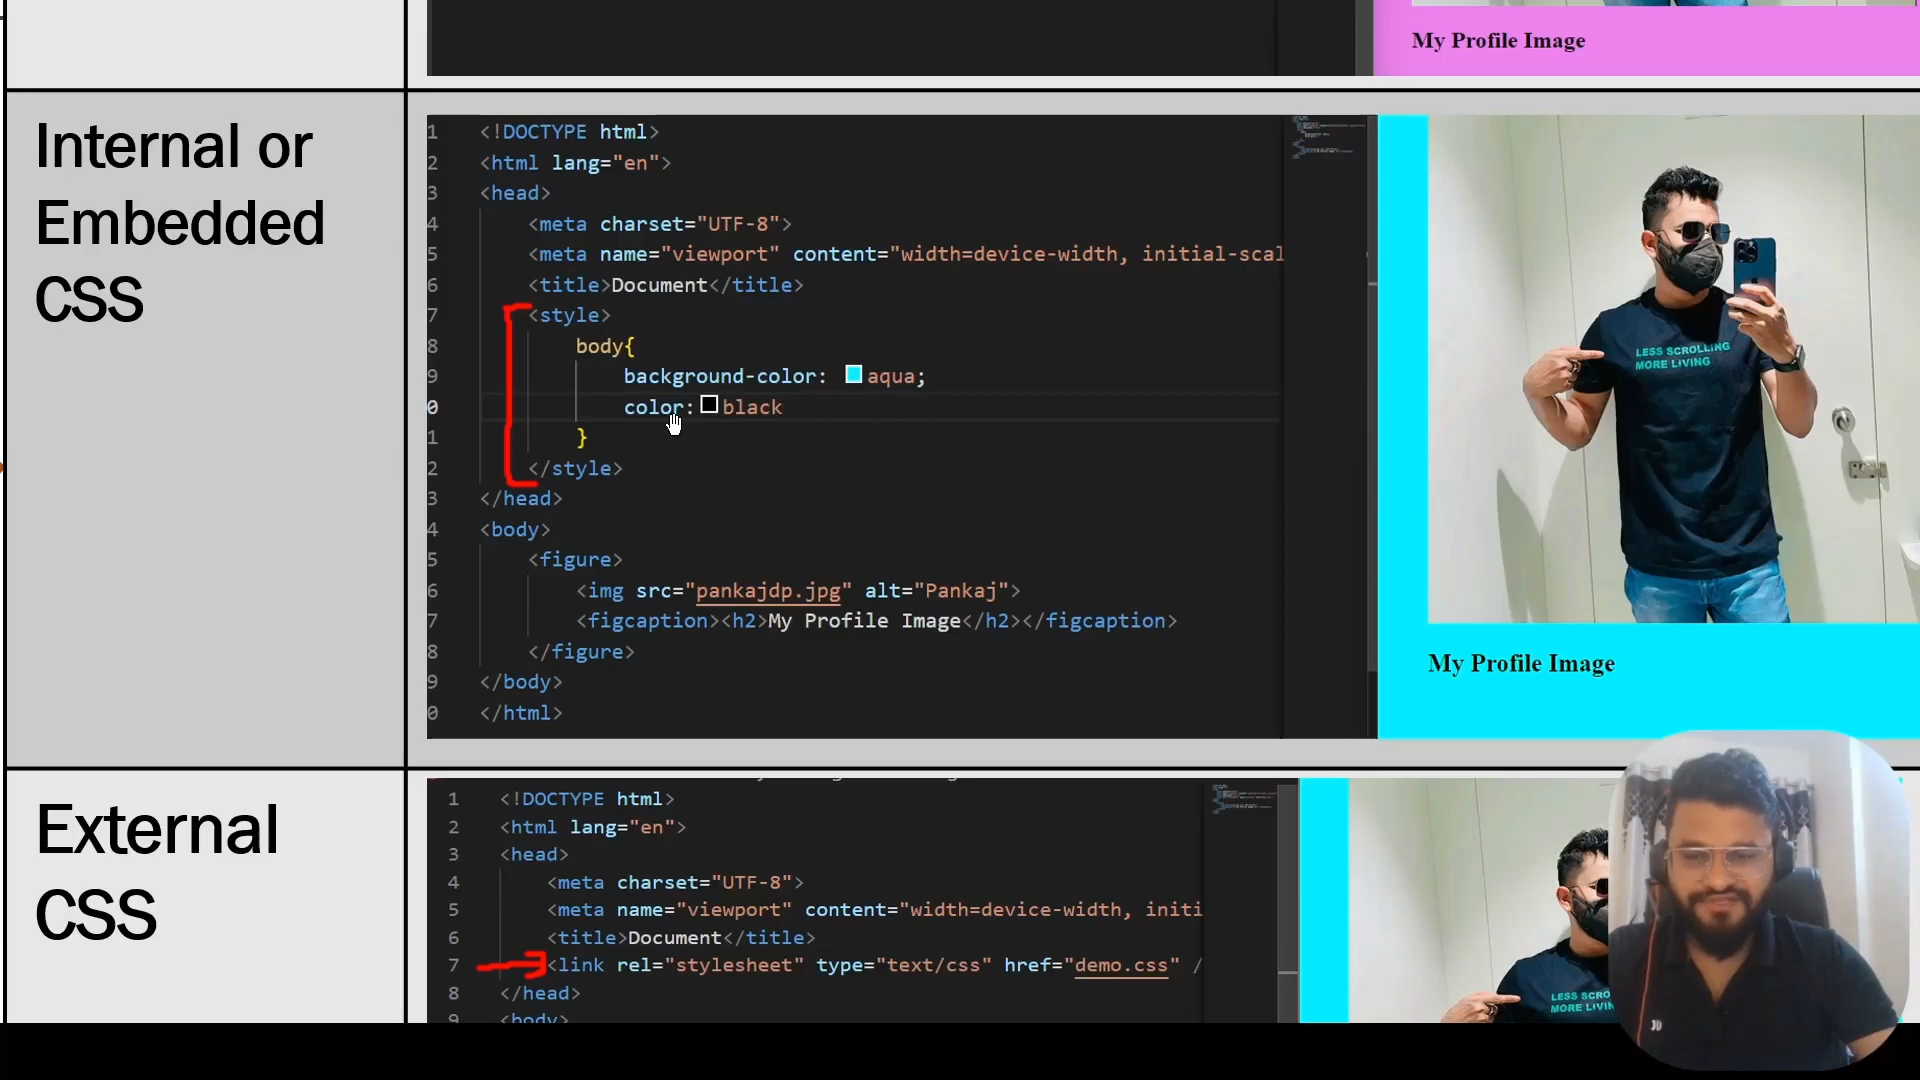 My Profile Image
Internal or
Embedded
CSS
1 <!DOCTYPE html>
2 <html lang="en">
3 <head>
4 <meta charset="UTF-8">
5 <meta name="viewport" content="width=device-width, initial-scal
6 <title>Document</title>
7 <style>
8 body{
9 background-color: aqua;
0 color: black
1 }
2 </style>
3 </head>
4 <body>
5 <figure>
6 <img src="pankajdp.jpg" alt="Pankaj">
7 <figcaption><h2>My Profile Image</h2></figcaption>
8 </figure>
9 </body>
0 </html>
LESS SCROLLING
MORE LIVING
My Profile Image
External
CSS
1 <!DOCTYPE html>
2 <html lang="en">
3 <head>
4 <meta charset="UTF-8">
5 <meta name="viewport" content="width=device-width, initi
6 <title>Document</title>
7 <link rel="stylesheet" type="text/css" href="demo.css" /
8 </head>
9 <body>
LESS SCRO
MORE LIVIN